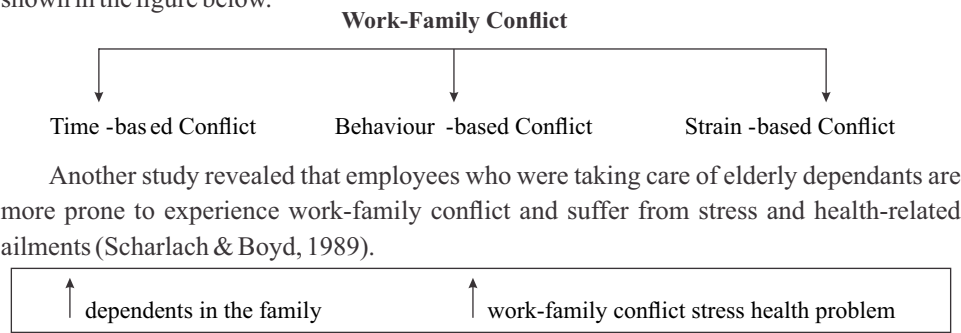 shown in the figure below.
Work-Family Conflict
Time -bas ed Conflict Behaviour -based Conflict Strain -based Conflict
Another study revealed that employees who were taking care of elderly dependants are
more prone to experience work-family conflict and suffer from stress and health-related
ailments (Scharlach & Boyd, 1989).
dependents in the family work-family conflict stress health problem